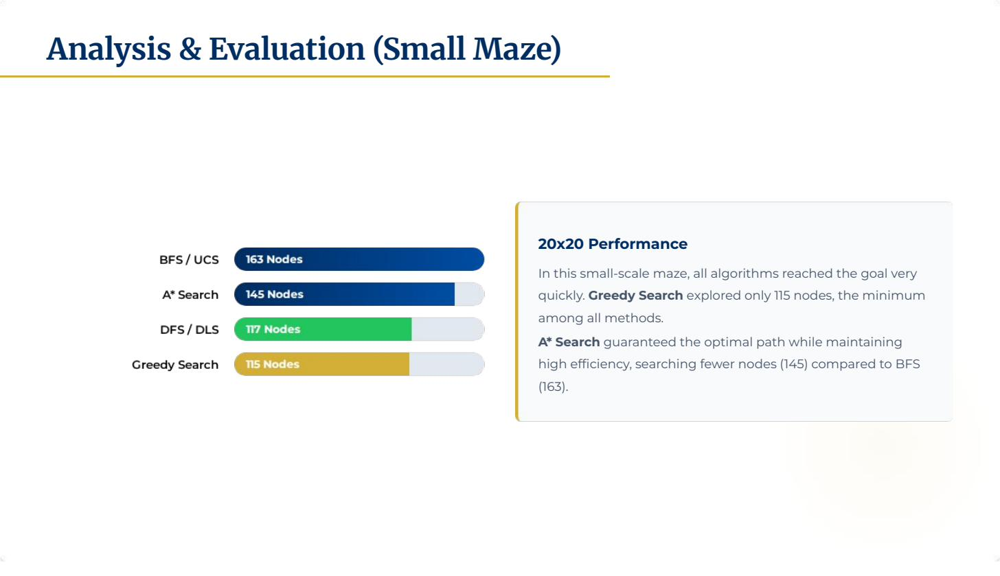 Analysis & Evaluation (Small Maze)
BFS / UCS
163 Nodes
A* Search
145 Nodes
DFS / DLS
117 Nodes
Greedy Search
115 Nodes
20x20 Performance
In this small-scale maze, all algorithms reached the goal very
quickly. Greedy Search explored only 115 nodes, the minimum
among all methods.
A* Search guaranteed the optimal path while maintaining
high efficiency, searching fewer nodes (145) compared to BFS
(163).